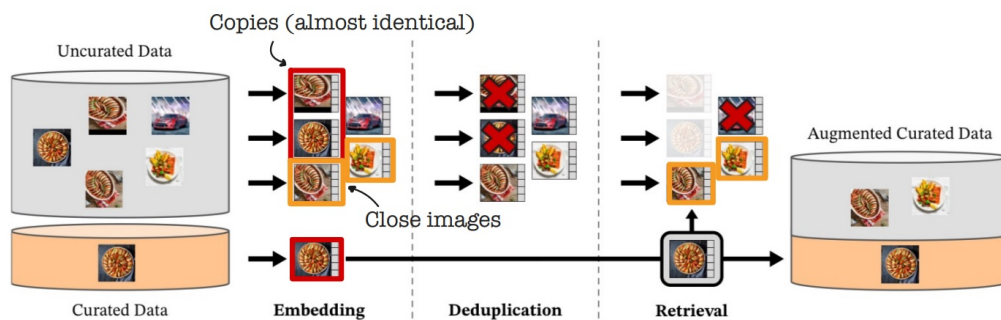 Copies (almost identical)
Uncurated Data
Augmented Curated Data
Close images
Curated Data
Embedding
Deduplication
Retrieval